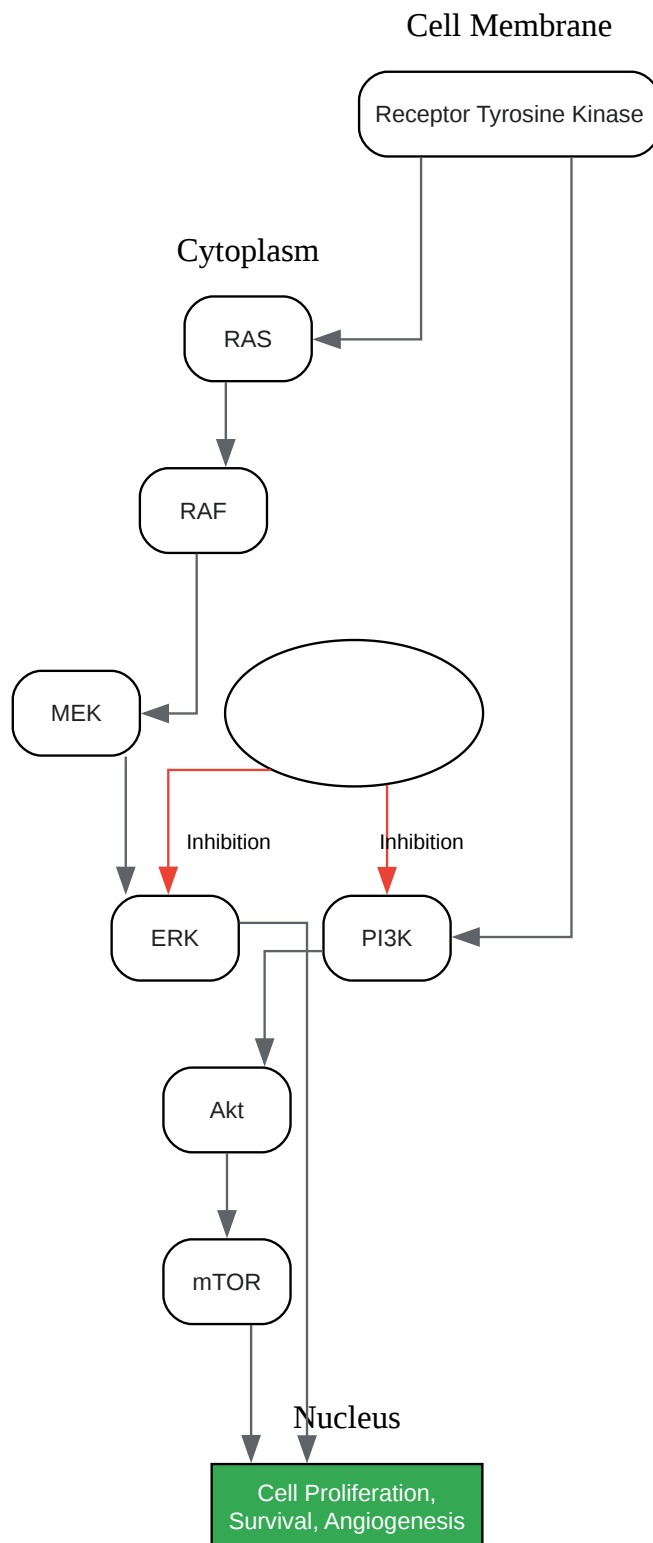 Cell Membrane
Receptor Tyrosine Kinase
Cytoplasm
RAS
RAF
MEK
Inhibition
Inhibition
ERK
PI3K
Akt
mTOR
Nucleus
Cell Proliferation,
Survival, Angiogenesis